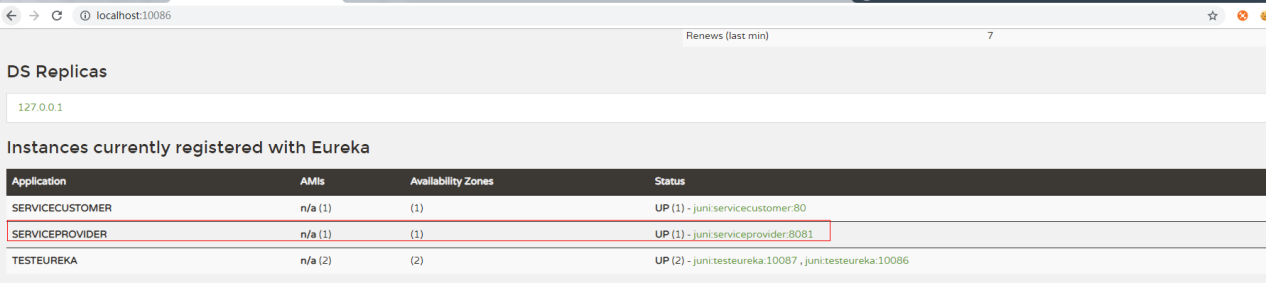 localhost:10086
Renews (last min) 7
DS Replicas
127.0.0.1
Instances currently registered with Eureka
Application AMIs Availability Zones Status
SERVICECUSTOMER n/a (1) (1) UP (1) - juni:servicecustomer:80
SERVICEPROVIDER n/a (1) (1) UP (1) - juni:serviceprovider:8081
TESTEUREKA n/a (2) (2) UP (2) - juni:testeureka:10087 , juni:testeureka:10086